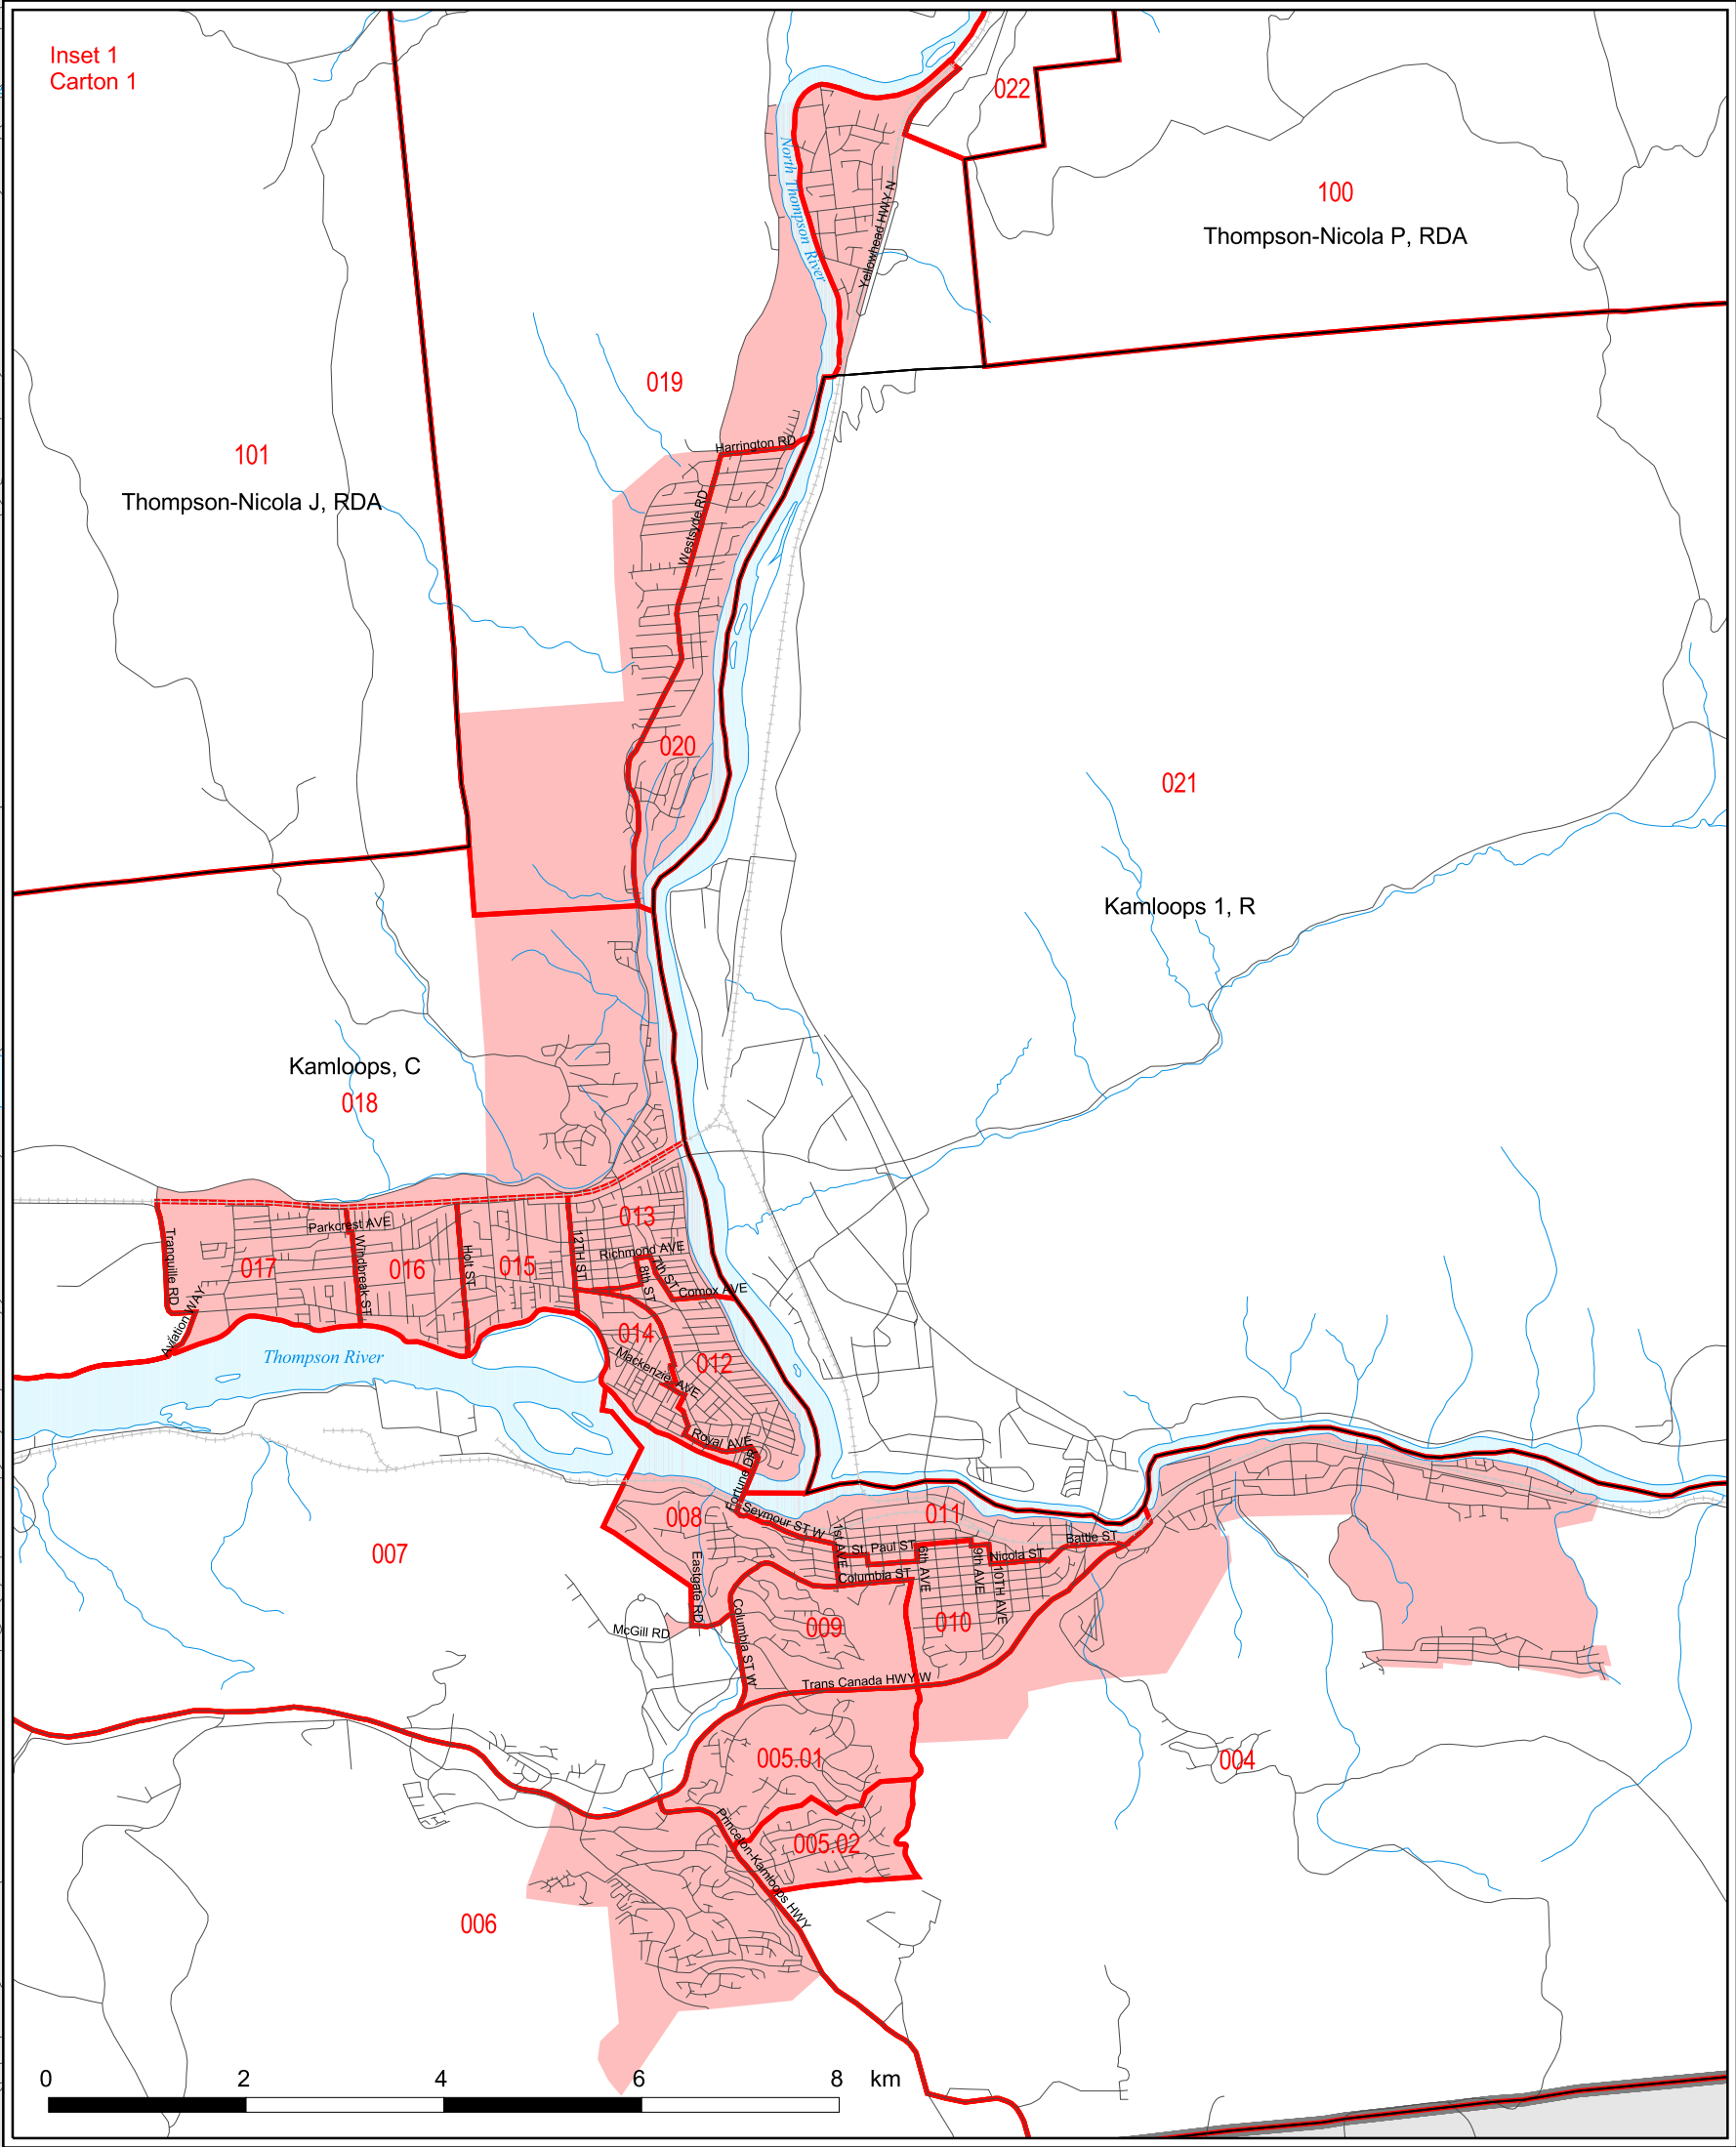 Inset 1
Carton 1
022
100
Thompson-Nicola P, RDA
North Thompson River
Yellowhead HWY N
019
101
Thompson-Nicola J, RDA
Harrington RD
Westsyde RD
020
021
Kamloops 1, R
Kamloops, C
018
Parkcrest AVE
Tranquille RD
017
Windbreak ST
016
Holt ST
015
12TH ST
013
Richmond AVE
8th ST
7th ST
Comox AVE
Aviation WAY
Thompson River
014
Mackenzie AVE
012
Royal AVE
Fortune DR
008
Seymour ST W
011
1st AVE
St. Paul ST
6th AVE
9th AVE
Nicola ST
10TH AVE
Battle ST
007
Eastgate RD
Columbia ST
Columbia ST W
McGill RD
009
010
Trans Canada HWY W
005.01
004
Princeton-Kamloops HWY
005.02
006
0 2 4 6 8 km